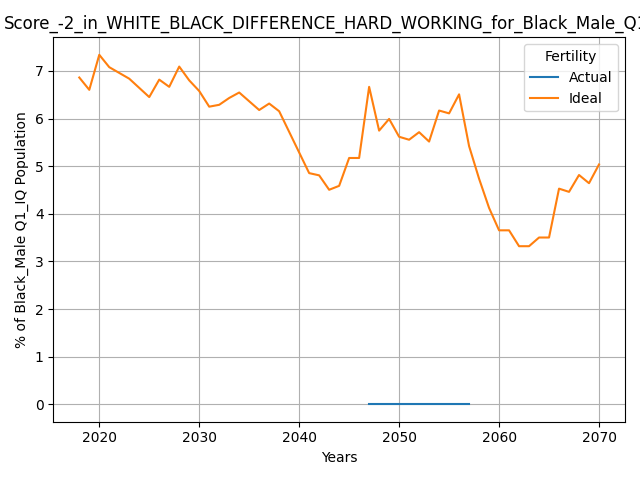 Score_-2_in_WHITE_BLACK_DIFFERENCE_HARD_WORKING_for_Black_Male_Q1
Fertility
Actual
Ideal
% of Black_Male Q1_IQ Population
7
6
5
4
3
2
1
0
2020 2030 2040 2050 2060 2070
Years